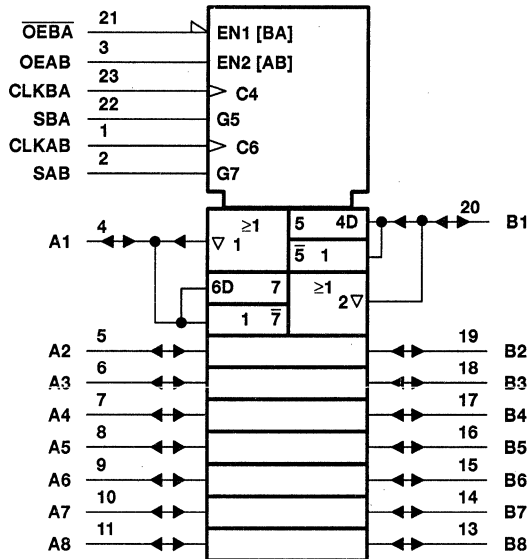 O̅E̅B̅A̅ 21 EN1 [BA]
OEAB 3 EN2 [AB]
CLKBA 23 C4
SBA 22 G5
CLKAB 1 C6
SAB 2 G7
A1 4 ≥1 5 4D 20 B1
▽ 1 5̅ 1
6D 7 ≥1
1 7̅ 2▽
A2 5 19 B2
A3 6 18 B3
A4 7 17 B4
A5 8 16 B5
A6 9 15 B6
A7 10 14 B7
A8 11 13 B8